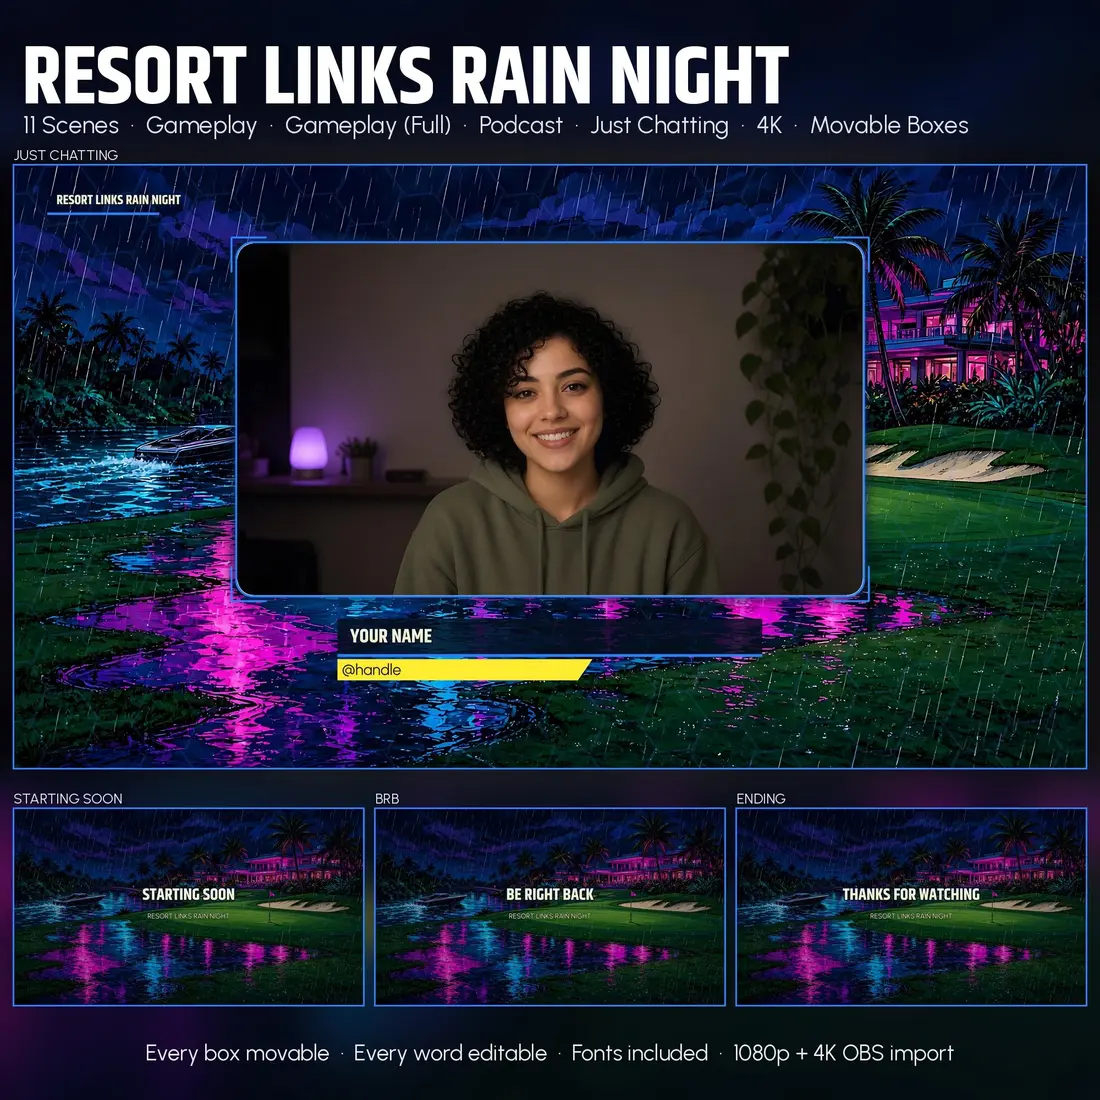 RESORT LINKS RAIN NIGHT
11 Scenes · Gameplay · Gameplay (Full) · Podcast · Just Chatting · 4K · Movable Boxes
JUST CHATTING
RESORT LINKS RAIN NIGHT
YOUR NAME
@handle
STARTING SOON
BRB
ENDING
STARTING SOON
RESORT LINKS RAIN NIGHT
BE RIGHT BACK
RESORT LINKS RAIN NIGHT
THANKS FOR WATCHING
RESORT LINKS RAIN NIGHT
Every box movable · Every word editable · Fonts included · 1080p + 4K OBS import